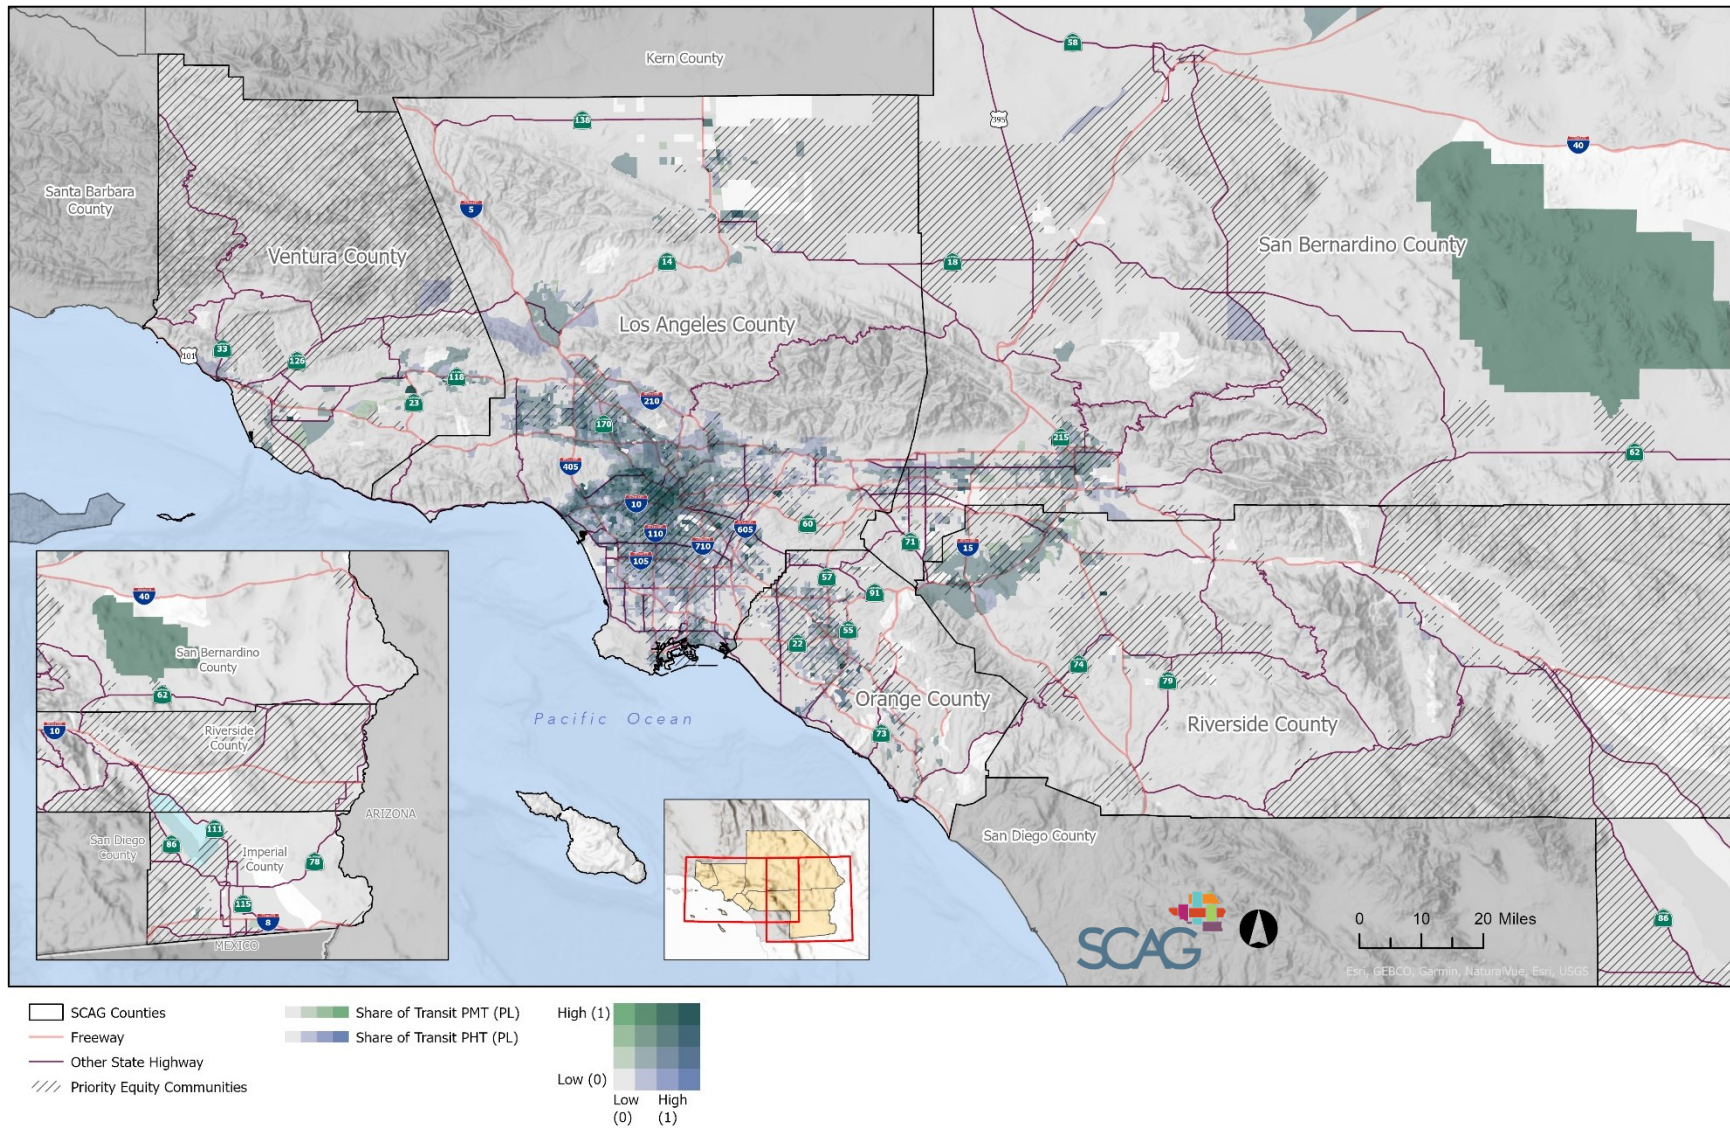 Kern County
58
138
395
40
Santa Barbara
County
5
Ventura County
San Bernardino County
14
18
Los Angeles County
33
101
126
118
23
210
170
215
62
405
10
60
605
110
71
15
710
105
57
91
55
22
74
79
Orange County
Riverside County
Pacific Ocean
73
40
San Bernardino
County
62
10
Riverside
County
ARIZONA
San Diego
County
111
86
Imperial
County
78
115
8
MEXICO
San Diego County
SCAG
0 10 20 Miles
86
Esri, GEBCO, Garmin, NaturalVue, Esri, USGS
SCAG Counties
Freeway
Other State Highway
Priority Equity Communities
Share of Transit PMT (PL)
Share of Transit PHT (PL)
High (1)
Low (0)
Low High
(0) (1)